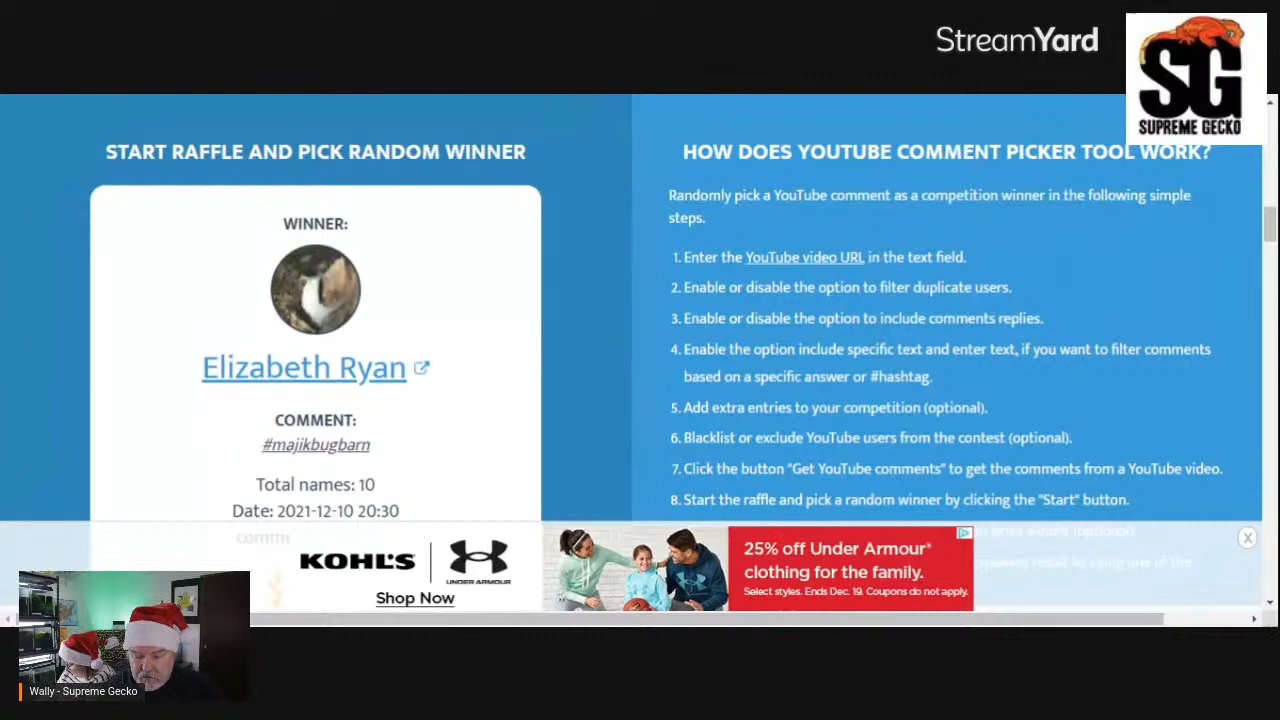 StreamYard
SG
SUPREME GECKO
START RAFFLE AND PICK RANDOM WINNER
WINNER:
Elizabeth Ryan
COMMENT:
#majikbugbarn
Total names: 10
Date: 2021-12-10 20:30
comm
HOW DOES YOUTUBE COMMENT PICKER TOOL WORK?
Randomly pick a YouTube comment as a competition winner in the following simple
steps.
1. Enter the YouTube video URL in the text field.
2. Enable or disable the option to filter duplicate users.
3. Enable or disable the option to include comments replies.
4. Enable the option include specific text and enter text, if you want to filter comments
based on a specific answer or #hashtag.
5. Add extra entries to your competition (optional).
6. Blacklist or exclude YouTube users from the contest (optional).
7. Click the button "Get YouTube comments" to get the comments from a YouTube video.
8. Start the raffle and pick a random winner by clicking the "Start" button.
(optional)
KOHL'S
UNDER ARMOUR
Shop Now
25% off Under Armour*
clothing for the family.
Select styles. Ends Dec. 19. Coupons do not apply.
X
Wally - Supreme Gecko